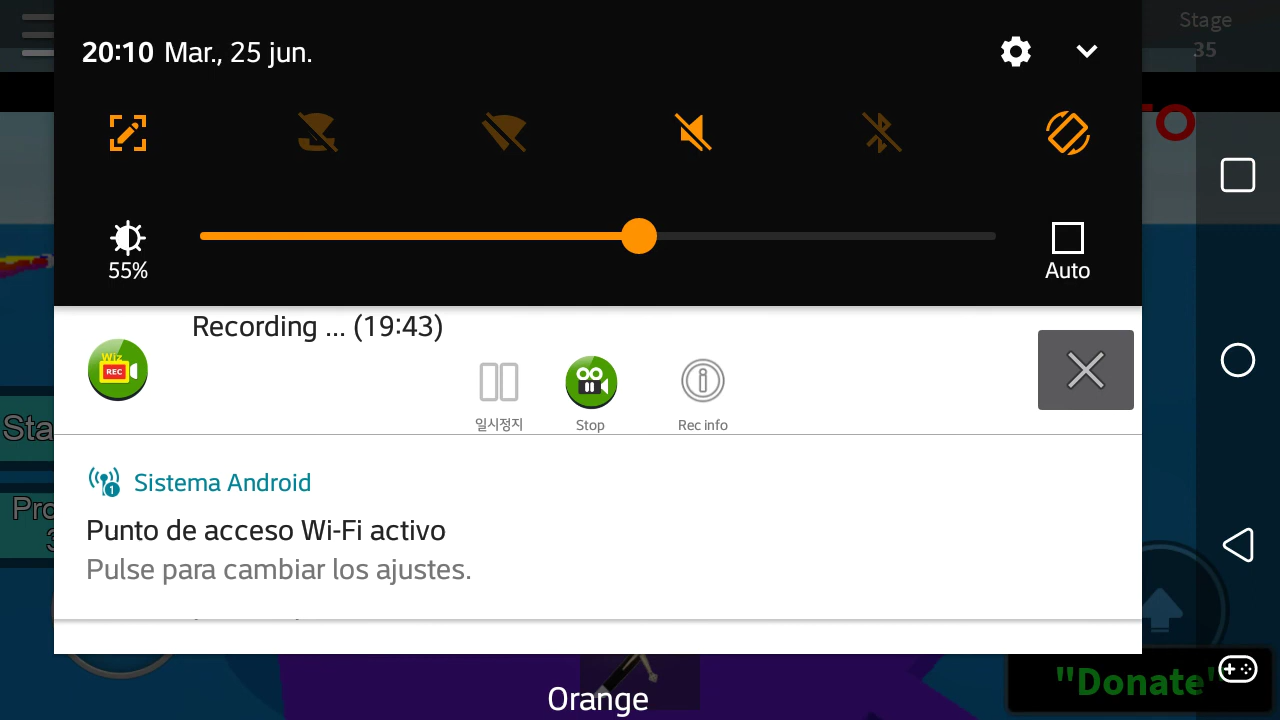 Stage
35
20:10 Mar., 25 jun.
55%
Auto
Recording ... (19:43)
Wiz
REC
일시정지
Stop
Rec info
Sta
Sistema Android
Punto de acceso Wi-Fi activo
Pro
3
Pulse para cambiar los ajustes.
"Donate"
Orange